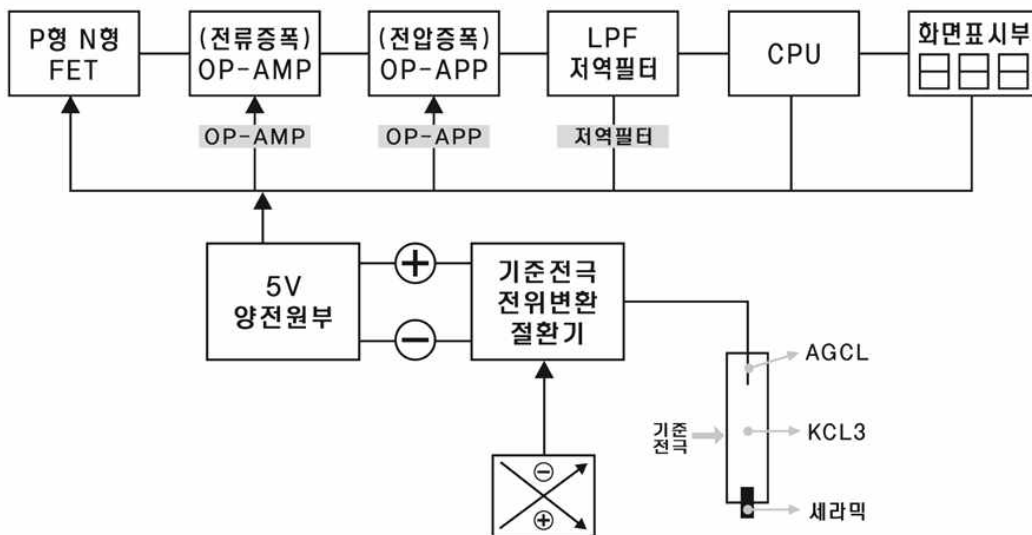 P형 N형
FET
(전류증폭)
OP-AMP
(전압증폭)
OP-APP
LPF
저역필터
CPU
화면표시부
OP-AMP
OP-APP
저역필터
5V
양전원부
+
−
기준전극
전위변환
절환기
AGCL
기준
전극
KCL3
세라믹
−
+